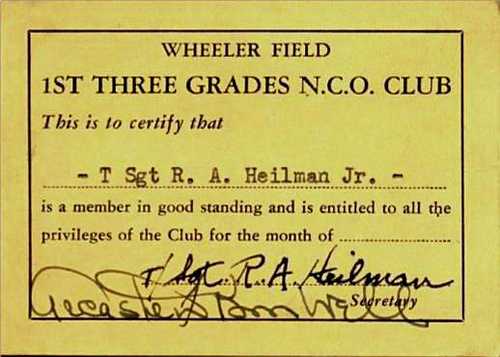 WHEELER FIELD
1ST THREE GRADES N.C.O. CLUB
This is to certify that
- T Sgt R. A. Heilman Jr. -
is a member in good standing and is entitled to all the
privileges of the Club for the month of
T/Sgt. R.A. Heilman
Secretary